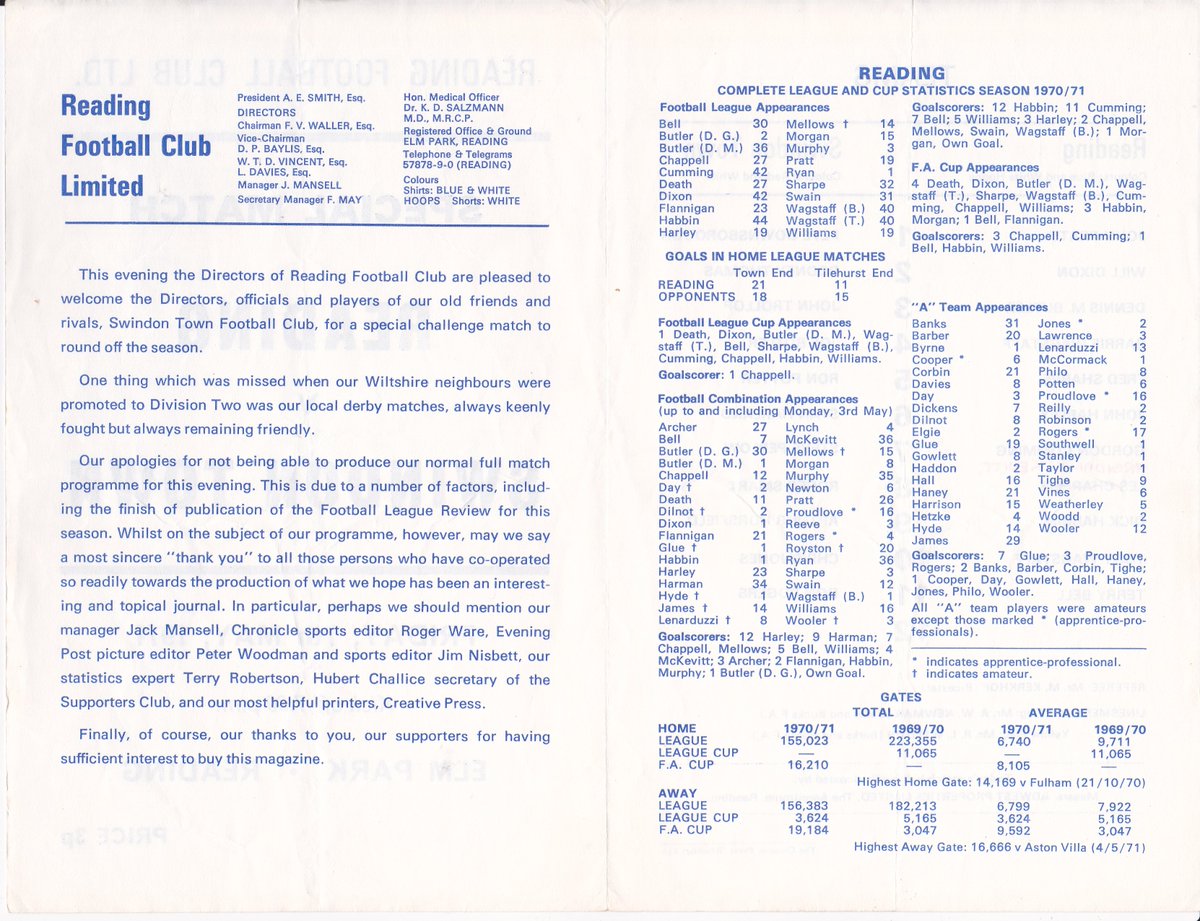 Reading
Football Club
Limited
President A. E. SMITH, Esq.
DIRECTORS
Chairman F. V. WALLER, Esq.
Vice-Chairman
D. P. BAYLIS, Esq.
W. T. D. VINCENT, Esq.
L. DAVIES, Esq.
Manager J. MANSELL
Secretary Manager F. MAY
Hon. Medical Officer
Dr. K. D. SALZMANN
M.D., M.R.C.P.
Registered Office & Ground
ELM PARK, READING
Telephone & Telegrams
57878-9-0 (READING)
Colours
Shirts: BLUE & WHITE
HOOPS Shorts: WHITE
This evening the Directors of Reading Football Club are pleased to
welcome the Directors, officials and players of our old friends and
rivals, Swindon Town Football Club, for a special challenge match to
round off the season.
One thing which was missed when our Wiltshire neighbours were
promoted to Division Two was our local derby matches, always keenly
fought but always remaining friendly.
Our apologies for not being able to produce our normal full match
programme for this evening. This is due to a number of factors, includ-
ing the finish of publication of the Football League Review for this
season. Whilst on the subject of our programme, however, may we say
a most sincere "thank you" to all those persons who have co-operated
so readily towards the production of what we hope has been an interest-
ing and topical journal. In particular, perhaps we should mention our
manager Jack Mansell, Chronicle sports editor Roger Ware, Evening
Post picture editor Peter Woodman and sports editor Jim Nisbett, our
statistics expert Terry Robertson, Hubert Challice secretary of the
Supporters Club, and our most helpful printers, Creative Press.
Finally, of course, our thanks to you, our supporters for having
sufficient interest to buy this magazine.
READING
COMPLETE LEAGUE AND CUP STATISTICS SEASON 1970/71
Football League Appearances
Bell 30 Mellows † 14
Butler (D. G.) 2 Morgan 15
Butler (D. M.) 36 Murphy 3
Chappell 27 Pratt 19
Cumming 42 Ryan 1
Death 27 Sharpe 32
Dixon 42 Swain 31
Flannigan 23 Wagstaff (B.) 40
Habbin 44 Wagstaff (T.) 40
Harley 19 Williams 19
GOALS IN HOME LEAGUE MATCHES
Town End Tilehurst End
READING 21 11
OPPONENTS 18 15
Football League Cup Appearances
1 Death, Dixon, Butler (D. M.), Wag-
staff (T.), Bell, Sharpe, Wagstaff (B.),
Cumming, Chappell, Habbin, Williams.
Goalscorer: 1 Chappell.
Football Combination Appearances
(up to and including Monday, 3rd May)
Archer 27 Lynch 4
Bell 7 McKevitt 36
Butler (D. G.) 30 Mellows † 15
Butler (D. M.) 1 Morgan 8
Chappell 12 Murphy 35
Day † 2 Newton 6
Death 11 Pratt 26
Dilnot † 2 Proudlove * 16
Dixon 1 Reeve 3
Flannigan 21 Rogers * 4
Glue † 1 Royston † 20
Habbin 1 Ryan 36
Harley 23 Sharpe 3
Harman 34 Swain 12
Hyde † 1 Wagstaff (B.) 1
James † 14 Williams 16
Lenarduzzi † 8 Wooler † 3
Goalscorers: 12 Harley; 9 Harman; 7
Chappell, Mellows; 5 Bell, Williams; 4
McKevitt; 3 Archer; 2 Flannigan, Habbin,
Murphy; 1 Butler (D. G.), Own Goal.
Goalscorers: 12 Habbin; 11 Cumming;
7 Bell; 5 Williams; 3 Harley; 2 Chappell,
Mellows, Swain, Wagstaff (B.); 1 Mor-
gan, Own Goal.
F.A. Cup Appearances
4 Death, Dixon, Butler (D. M.), Wag-
staff (T.), Sharpe, Wagstaff (B.), Cum-
ming, Chappell, Williams; 3 Habbin,
Morgan; 1 Bell, Flannigan.
Goalscorers: 3 Chappell, Cumming; 1
Bell, Habbin, Williams.
"A" Team Appearances
Banks 31 Jones * 2
Barber 20 Lawrence 3
Byrne 1 Lenarduzzi 13
Cooper * 6 McCormack 1
Corbin 21 Philo 8
Davies 8 Potten 6
Day 3 Proudlove * 16
Dickens 7 Reilly 2
Dilnot 8 Robinson 2
Elgie 2 Rogers * 17
Glue 19 Southwell 1
Gowlett 8 Stanley 1
Haddon 2 Taylor 1
Hall 16 Tighe 9
Haney 21 Vines 6
Harrison 15 Weatherley 5
Hetzke 4 Woodd 2
Hyde 14 Wooler 12
James 29
Goalscorers: 7 Glue; 3 Proudlove,
Rogers; 2 Banks, Barber, Corbin, Tighe;
1 Cooper, Day, Gowlett, Hall, Haney,
Jones, Philo, Wooler.
All "A" team players were amateurs
except those marked * (apprentice-pro-
fessionals).
* indicates apprentice-professional.
† indicates amateur.
GATES
TOTAL AVERAGE
HOME 1970/71 1969/70 1970/71 1969/70
LEAGUE 155,023 223,355 6,740 9,711
LEAGUE CUP — 11,065 — 11,065
F.A. CUP 16,210 — 8,105 —
Highest Home Gate: 14,169 v Fulham (21/10/70)
AWAY
LEAGUE 156,383 182,213 6,799 7,922
LEAGUE CUP 3,624 5,165 3,624 5,165
F.A. CUP 19,184 3,047 9,592 3,047
Highest Away Gate: 16,666 v Aston Villa (4/5/71)